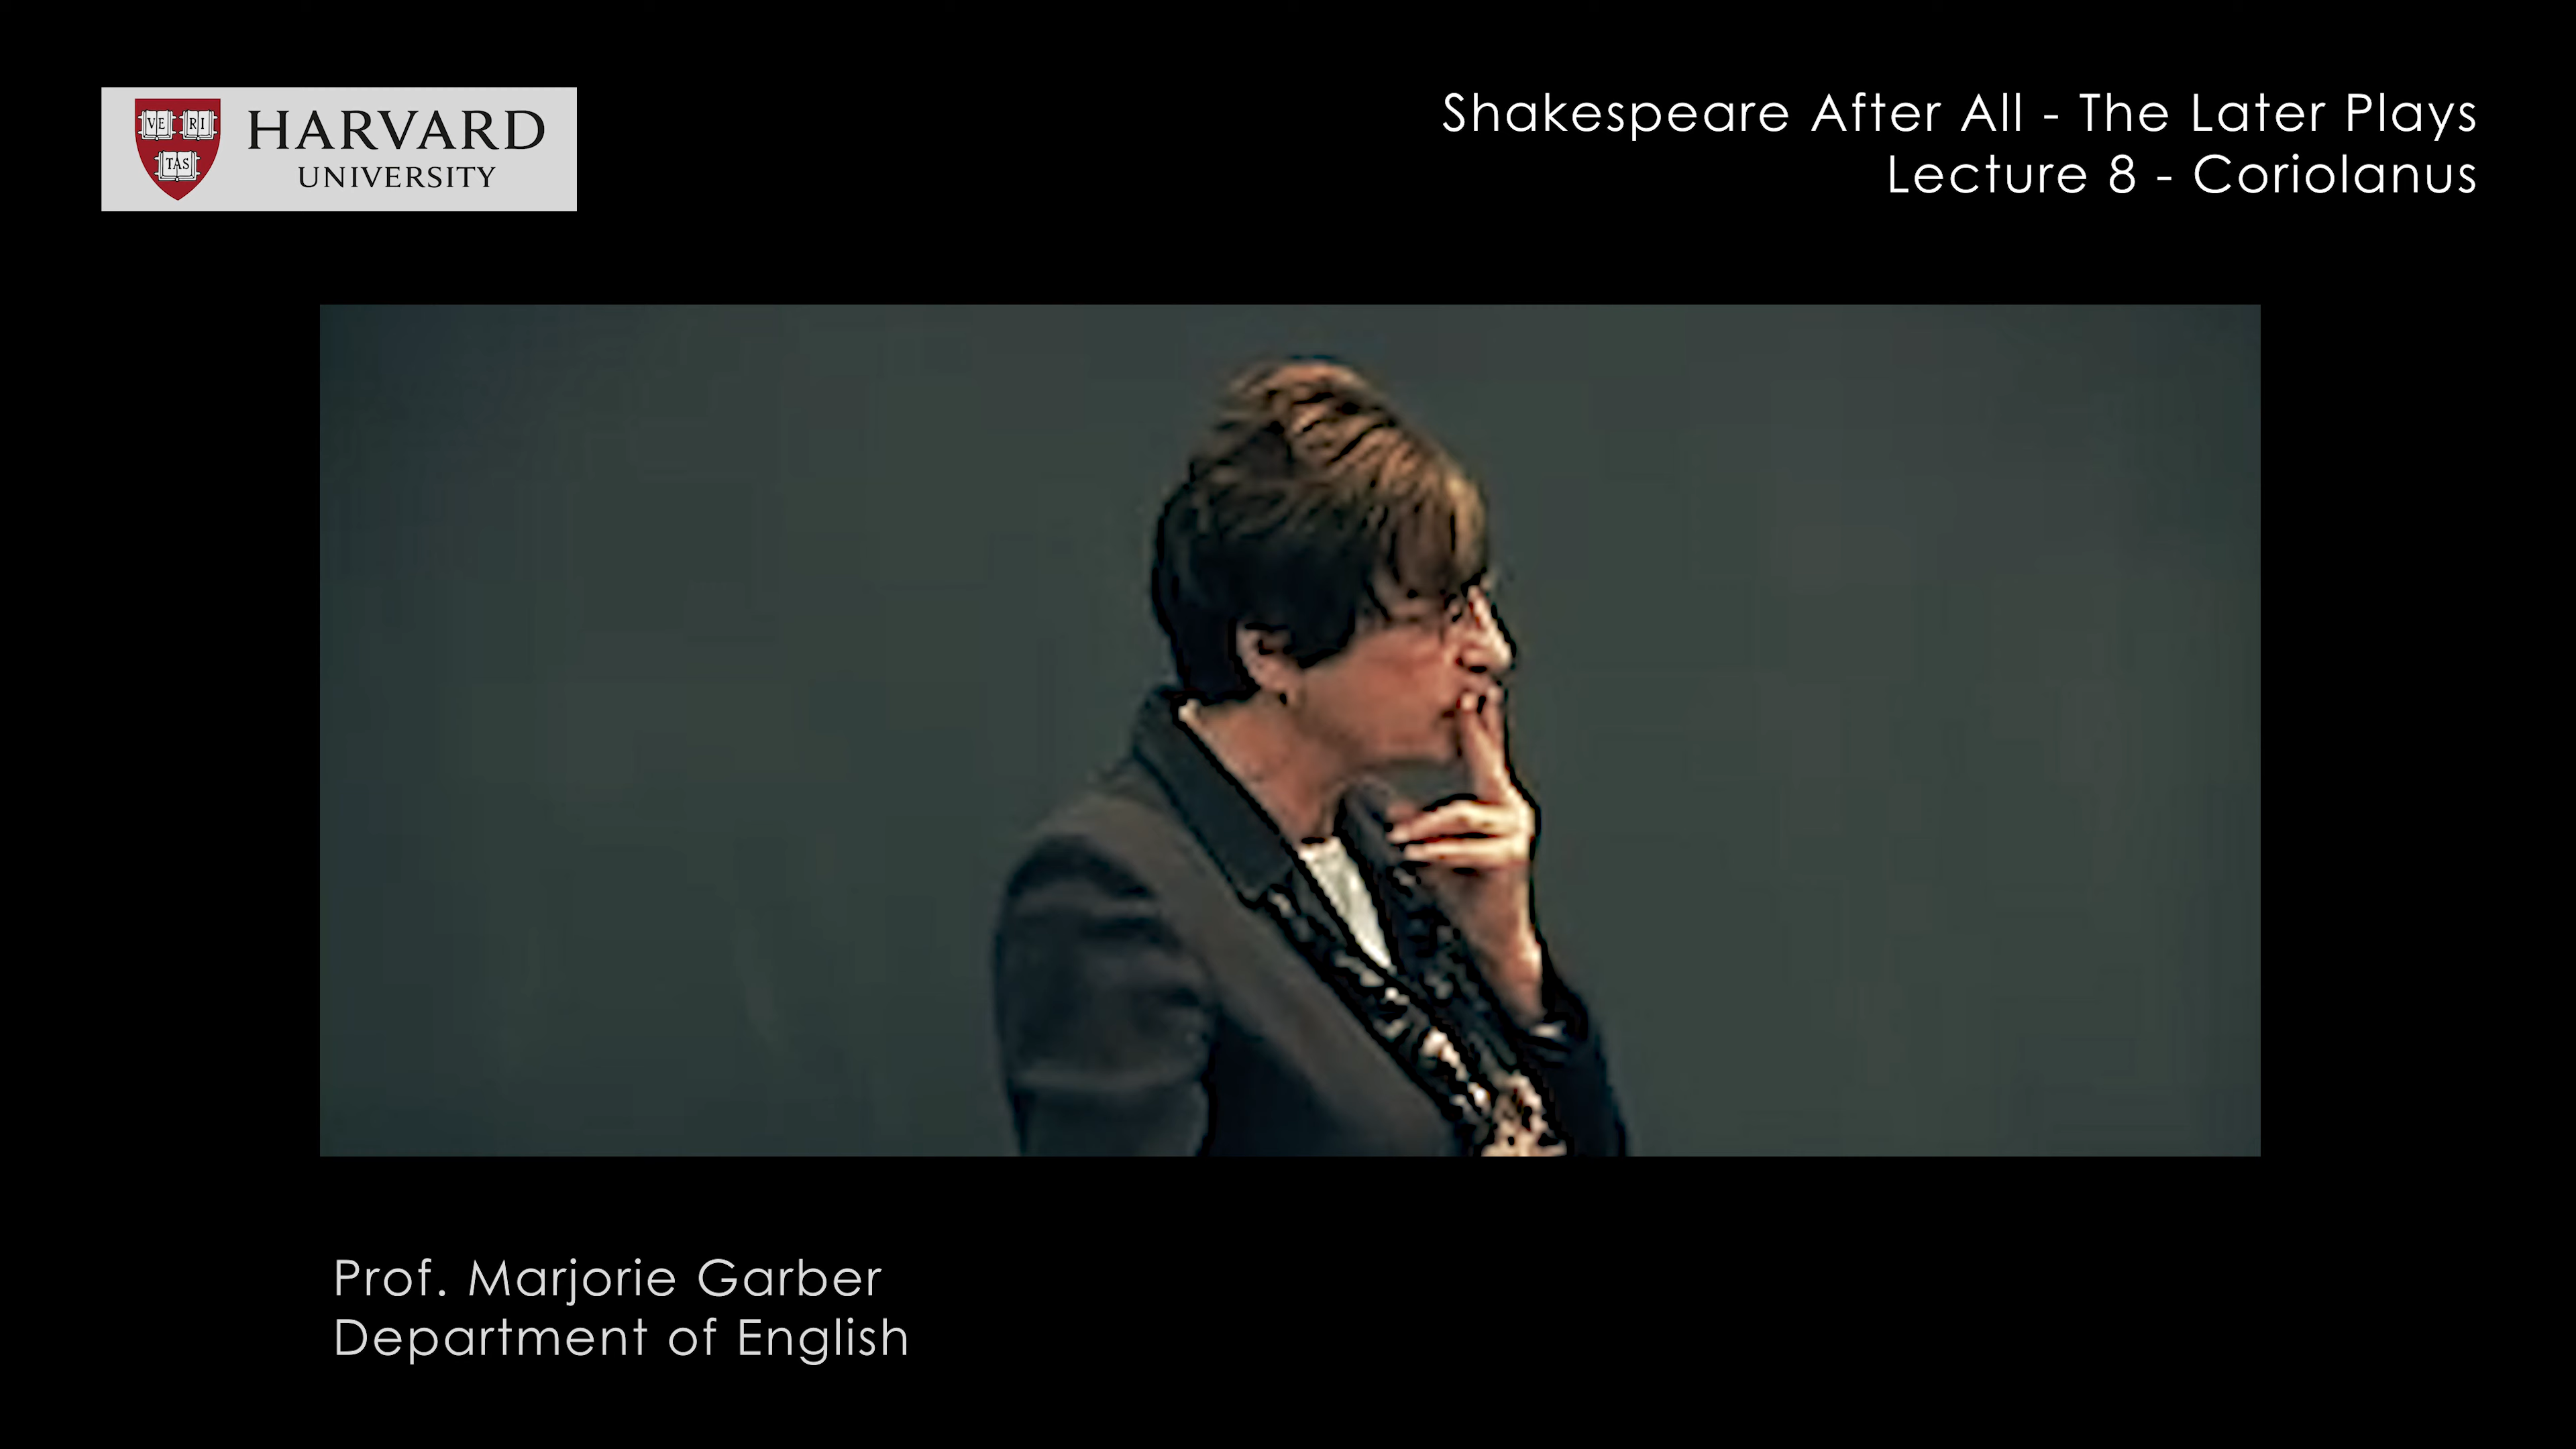 VE RI TAS
HARVARD
UNIVERSITY
Shakespeare After All - The Later Plays
Lecture 8 - Coriolanus
Prof. Marjorie Garber
Department of English